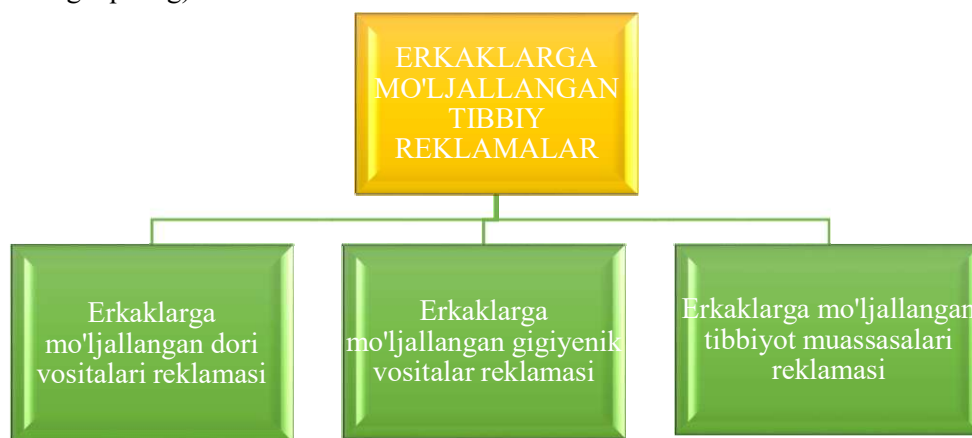 ERKAKLARGA
MO'LJALLANGAN
TIBBIY
REKLAMALAR
Erkaklarga
mo'ljallangan dori
vositalari reklamasi
Erkaklarga
mo'ljallangan gigiyenik
vositalar reklamasi
Erkaklarga mo'ljallangan
tibbiyot muassasalari
reklamasi